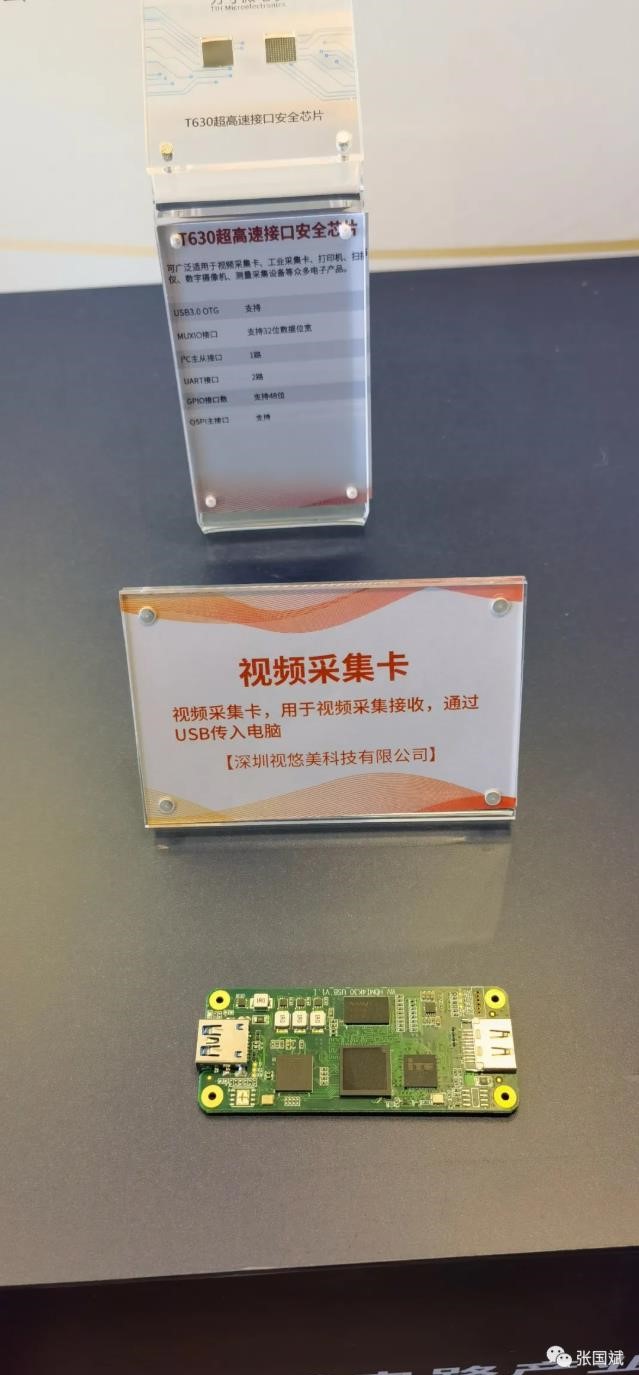 TIH Microelectronics
T630超高速接口安全芯片
T630超高速接口安全芯片
可广泛适用于视频采集卡、工业采集卡、打印机、扫描
仪、数字摄像机、测量采集设备等众多电子产品。
USB3.0 OTG 支持
MUXIO接口 支持32位数据位宽
I²C主从接口 1路
UART接口 2路
GPIO接口数 支持48位
QSPI主接口 支持
视频采集卡
视频采集卡，用于视频采集接收，通过
USB传入电脑
【深圳视悠美科技有限公司】
HDMI4K30 USB V1.1
iTE
张国斌